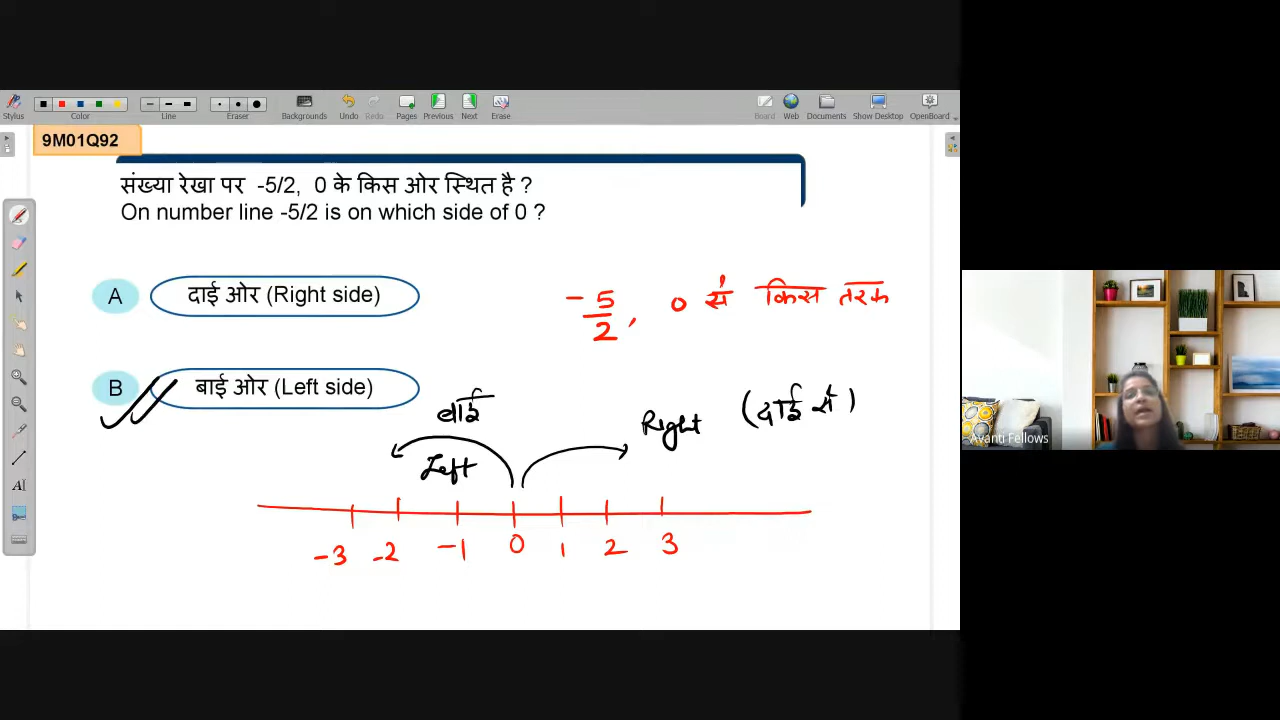 Stylus
Color
Line
Eraser
Backgrounds
Undo
Redo
Pages
Previous
Next
Erase
Board
Web
Documents
Show Desktop
OpenBoard
9M01Q92
संख्या रेखा पर -5/2, 0 के किस ओर स्थित है ?
On number line -5/2 is on which side of 0 ?
A दाई ओर (Right side)
-5/2, 0 से किस तरफ
B बाई ओर (Left side)
बाई
Left
Right (दाई से)
-3 -2 -1 0 1 2 3
Avanti Fellows